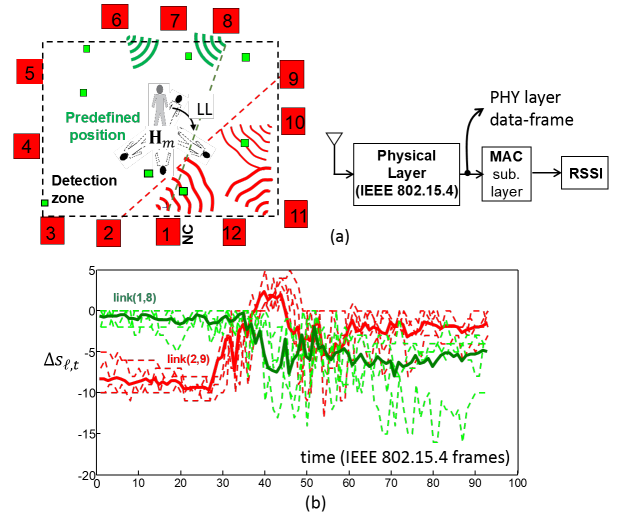 6
7
8
5
9
LL
Predefined
position
H_m
10
4
Detection
zone
3
2
1
NC
12
11
(a)
PHY layer
data-frame
Physical
Layer
(IEEE 802.15.4)
MAC
sub.
layer
RSSI
5
0
-5
-10
-15
-20
Δs_{ℓ,t}
link(1,8)
link(2,9)
time (IEEE 802.15.4 frames)
0
10
20
30
40
50
60
70
80
90
100
(b)